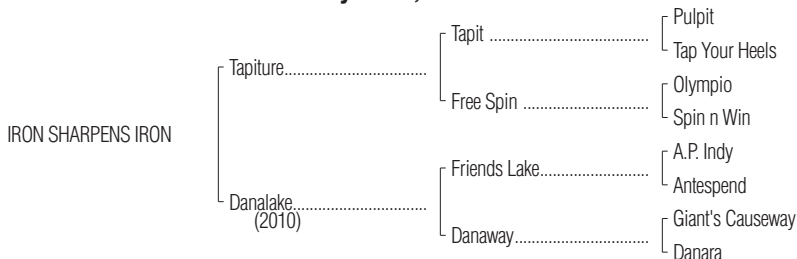 Pulpit
Tapit
Tap Your Heels
Tapiture
Olympio
Free Spin
Spin n Win
IRON SHARPENS IRON
A.P. Indy
Friends Lake
Antespend
Danalake
(2010)
Giant's Causeway
Danaway
Danara